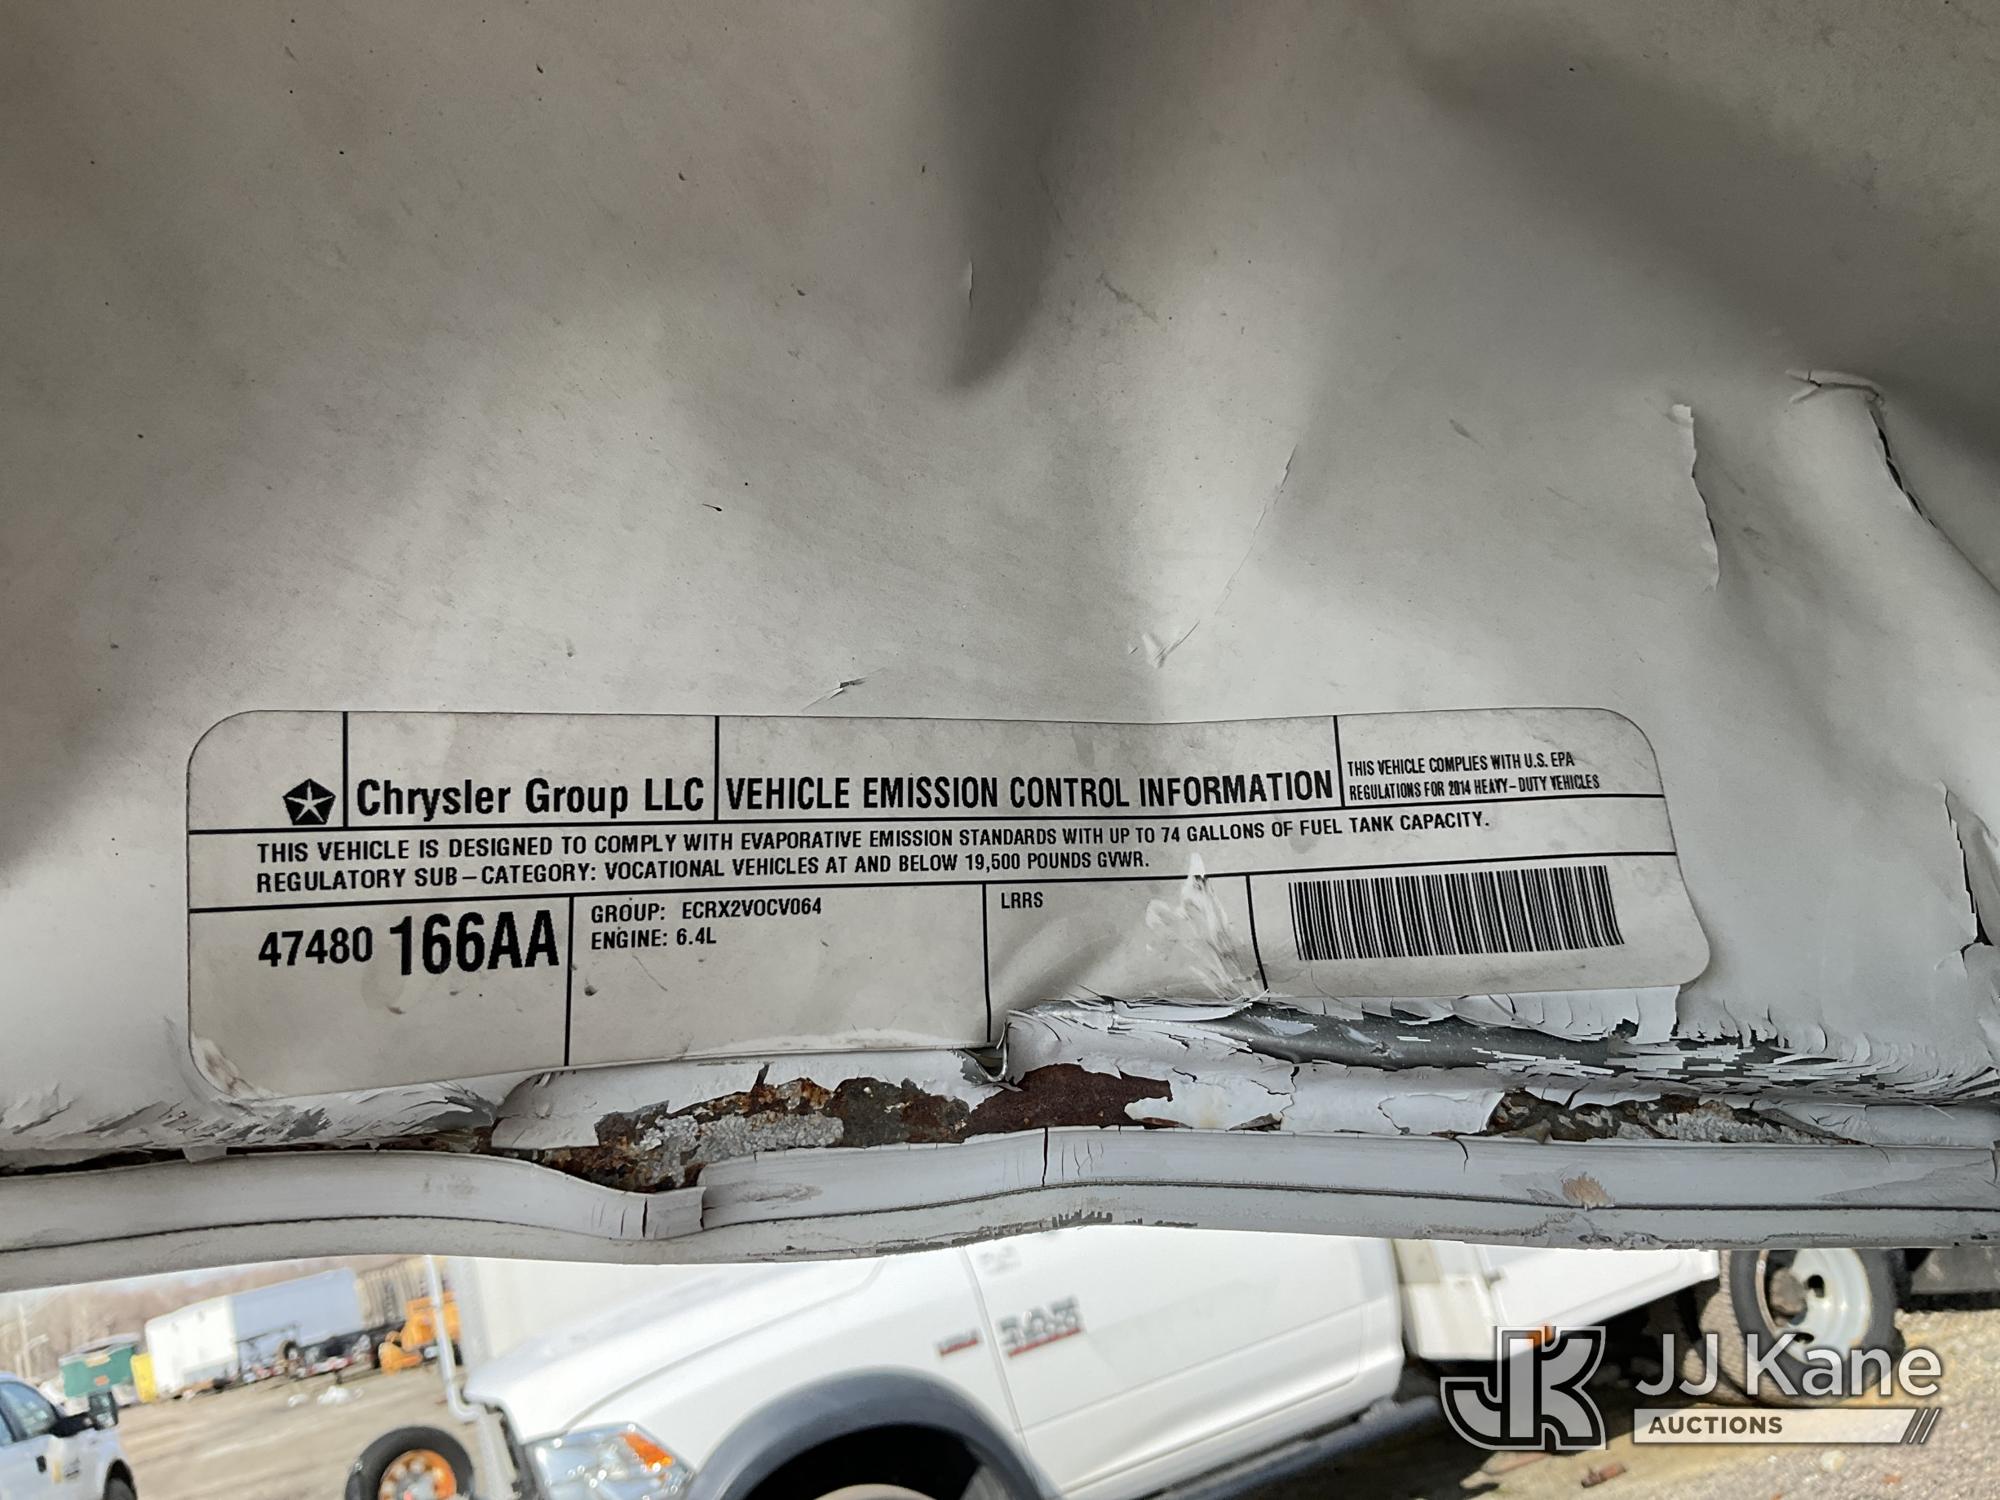 Chrysler Group LLC
VEHICLE EMISSION CONTROL INFORMATION
THIS VEHICLE COMPLIES WITH U.S. EPA
REGULATIONS FOR 2014 HEAVY-DUTY VEHICLES
THIS VEHICLE IS DESIGNED TO COMPLY WITH EVAPORATIVE EMISSION STANDARDS WITH UP TO 74 GALLONS OF FUEL TANK CAPACITY.
REGULATORY SUB-CATEGORY: VOCATIONAL VEHICLES AT AND BELOW 19,500 POUNDS GVWR.
47480 166AA
GROUP: ECRX2VOCV064
ENGINE: 6.4L
LRRS
RAM
JK
JJ Kane
AUCTIONS